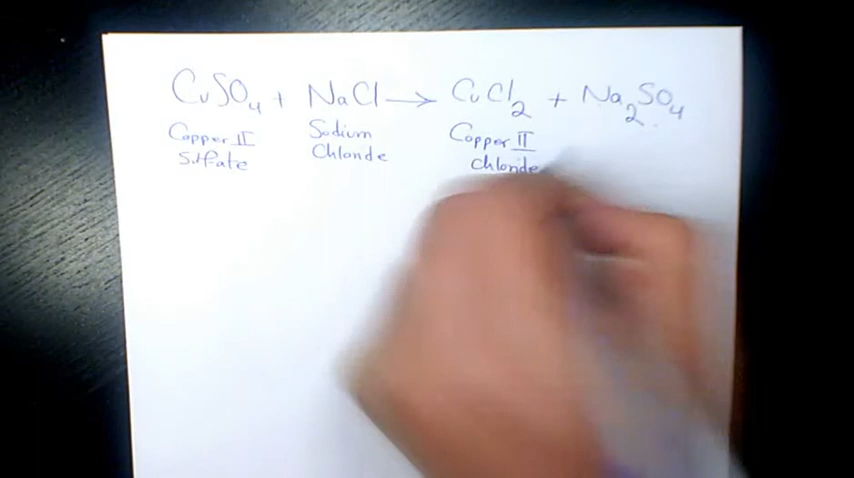 CuSO4 + NaCl → CuCl2 + Na2SO4
Copper II Sodium Copper II
Sulfate Chloride chloride